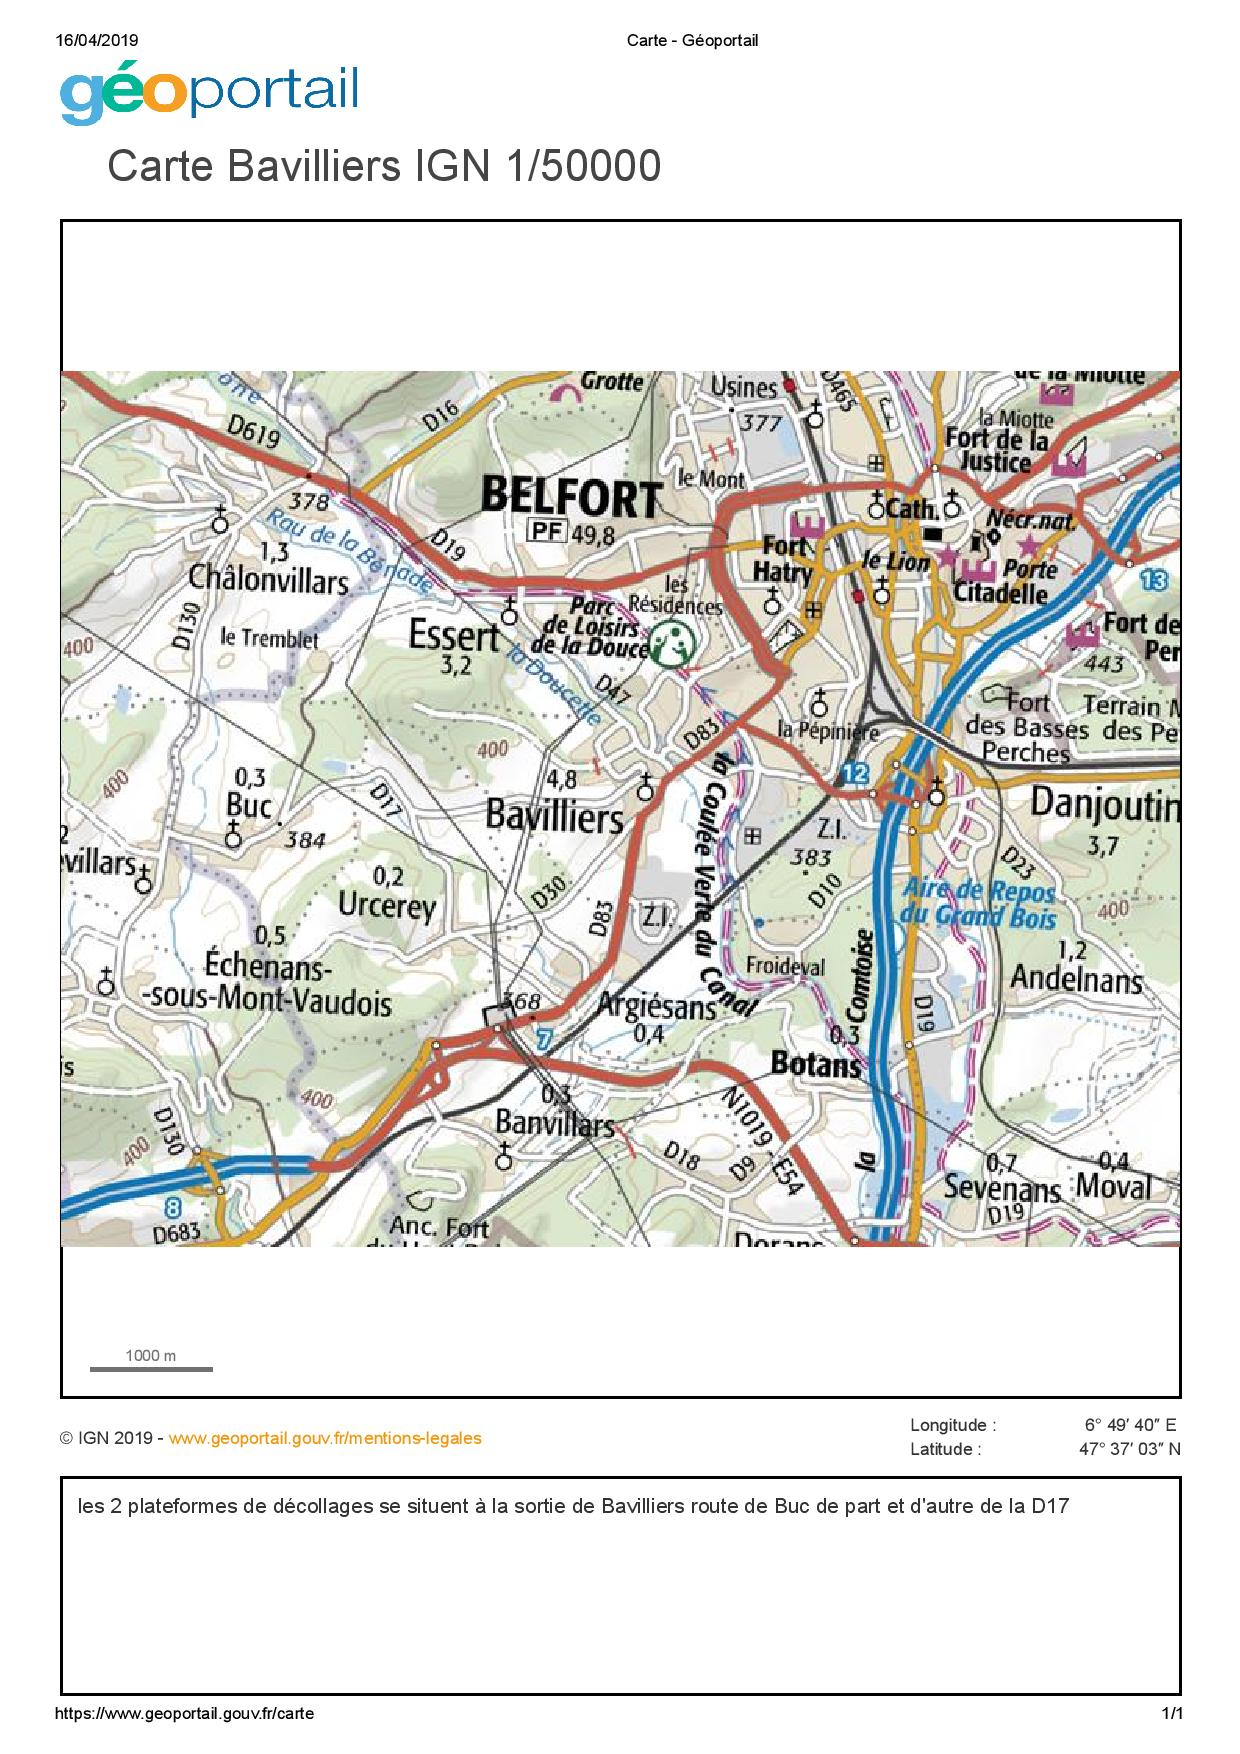 16/04/2019
Carte - Géoportail
géoportail
Carte Bavilliers IGN 1/50000
Grotte
Usines
D465
de la Miotte
D619
D16
377
la Miotte
Fort de la
Justice
378
BELFORT
le Mont
PF 49,8
Cath.
Nécr.nat.
Rau de la Bénade
D19
1,3
Châlonvillars
Fort
Hatry
le Lion
Porte
Citadelle
13
les
Résidences
Parc
de Loisirs
de la Douce
D130
le Tremblet
400
Essert
3,2
la Doucette
D47
Fort de
Per
443
Fort
des Basses
Perches
Terrain M
des Pe
D83
la Pépinière
400
400
0,3
Buc
384
D17
4,8
Bavilliers
12
Z.I.
383
Danjoutin
3,7
la Coulée Verte du Canal
2
evillars
0,2
Urcerey
D30
D83
Z.I.
D10
D23
Aire de Repos
du Grand Bois
400
0,5
Échenans-
-sous-Mont-Vaudois
Froideval
la Comtoise
1,2
Andelnans
368
Argiésans
0,4
7
D19
0,3
Botans
is
400
0,3
Banvillars
N1019 - E54
D130
400
D18
D9
0,7
Sevenans
0,4
Moval
8
D683
Anc. Fort
D19
Dorans
1000 m
© IGN 2019 - www.geoportail.gouv.fr/mentions-legales
Longitude : 6° 49′ 40″ E
Latitude : 47° 37′ 03″ N
les 2 plateformes de décollages se situent à la sortie de Bavilliers route de Buc de part et d'autre de la D17
https://www.geoportail.gouv.fr/carte
1/1